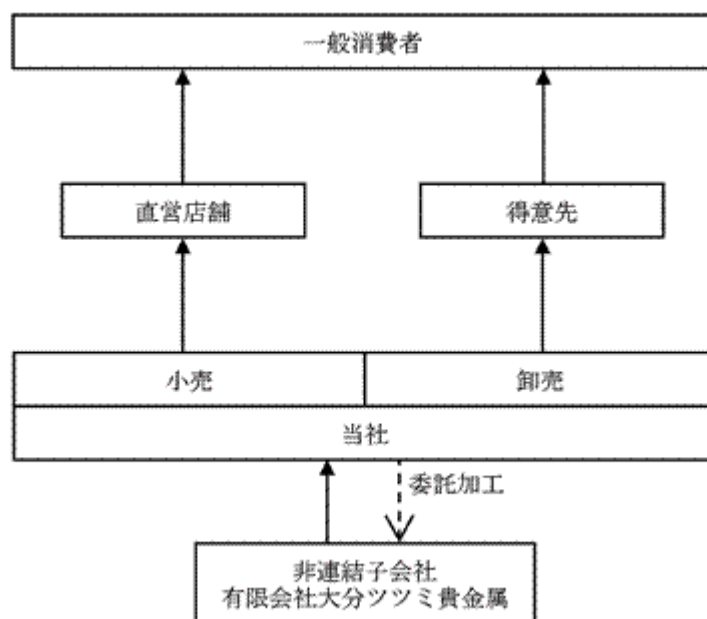 一般消費者
直営店舗
得意先
小売
卸売
当社
委託加工
非連結子会社
有限会社大分ツツミ貴金属